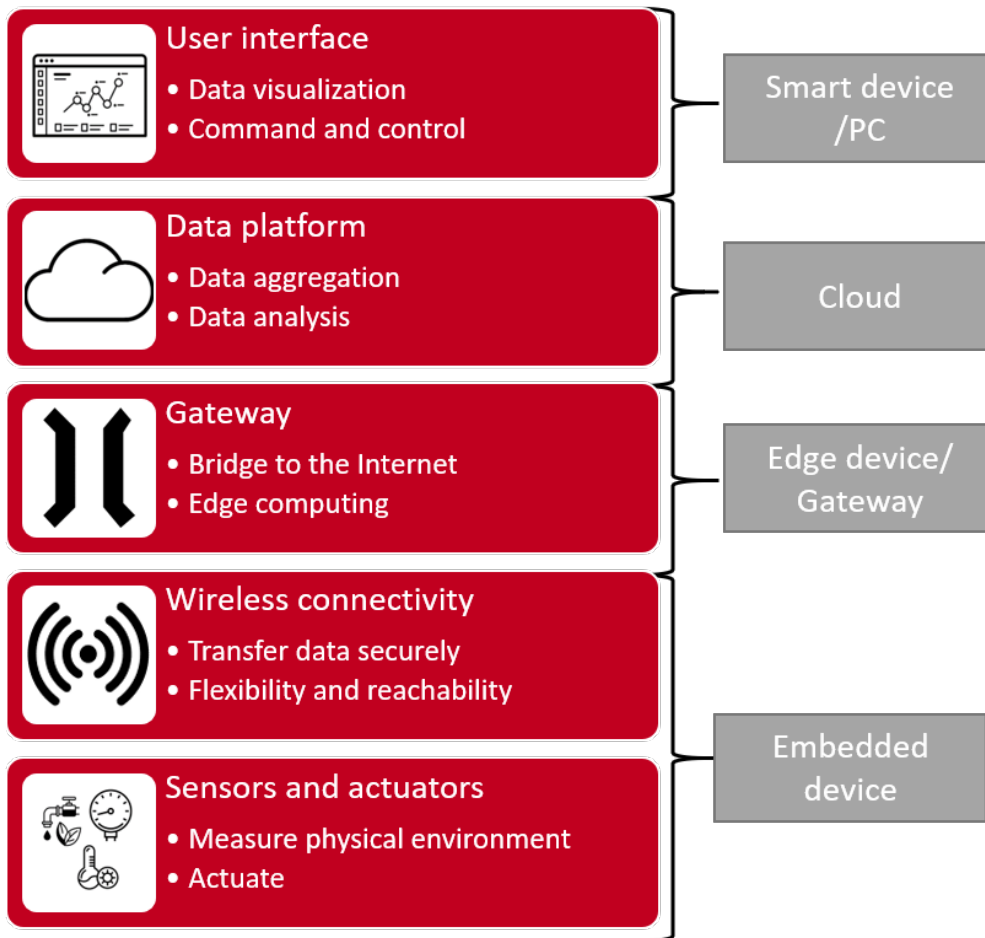 User interface
• Data visualization
• Command and control
Smart device
/PC
Data platform
• Data aggregation
• Data analysis
Cloud
Gateway
• Bridge to the Internet
• Edge computing
Edge device/
Gateway
Wireless connectivity
• Transfer data securely
• Flexibility and reachability
Sensors and actuators
• Measure physical environment
• Actuate
Embedded
device